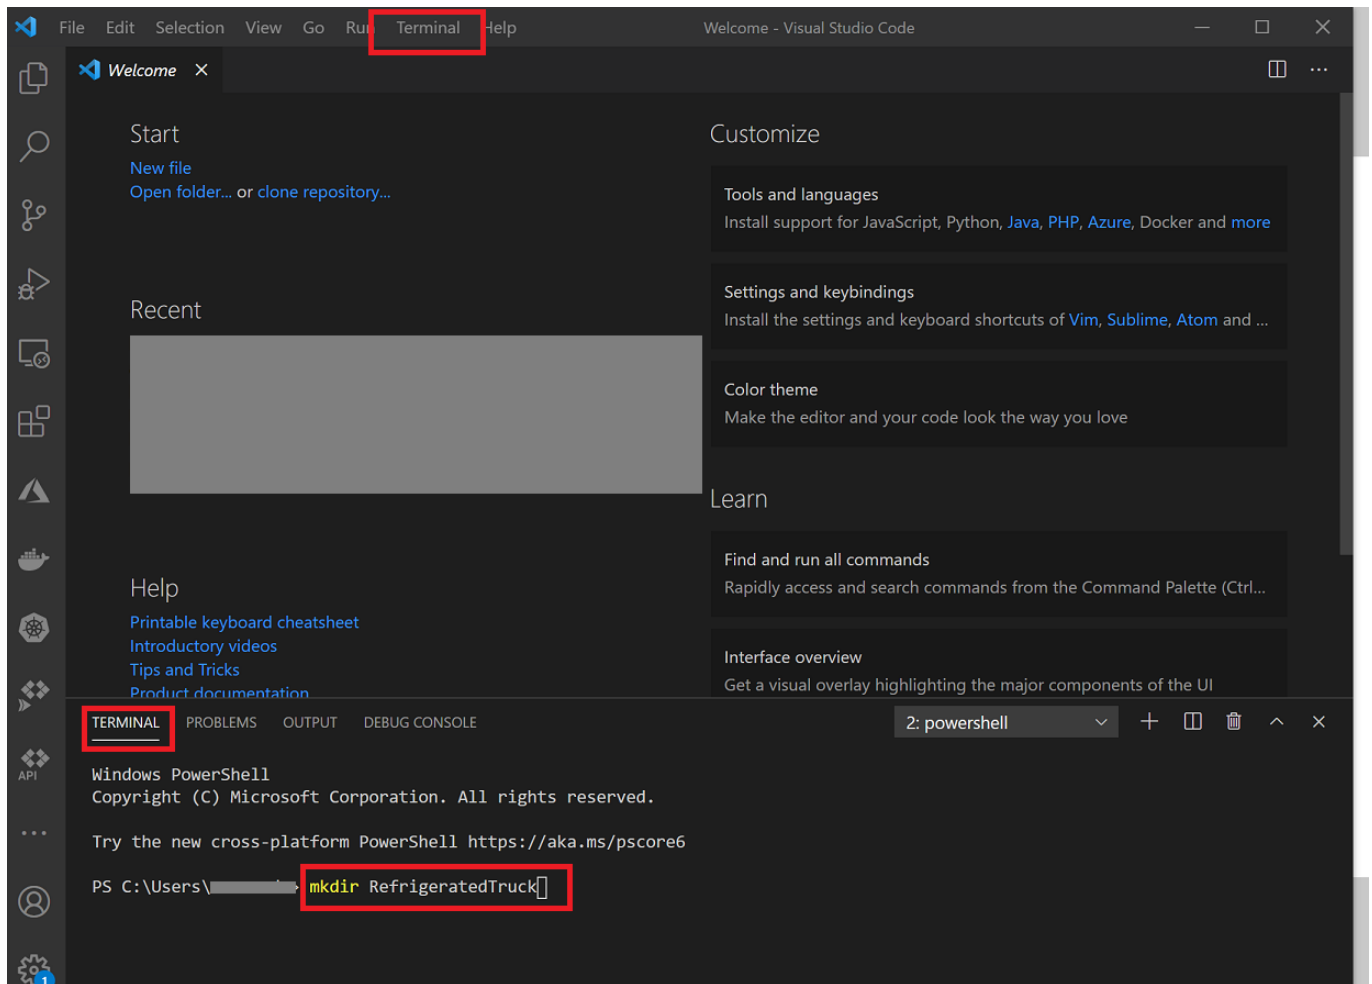 File Edit Selection View Go Run Terminal Help Welcome - Visual Studio Code
Welcome
Start
New file
Open folder... or clone repository...
Recent
Help
Printable keyboard cheatsheet
Introductory videos
Tips and Tricks
Product documentation
Customize
Tools and languages
Install support for JavaScript, Python, Java, PHP, Azure, Docker and more
Settings and keybindings
Install the settings and keyboard shortcuts of Vim, Sublime, Atom and ...
Color theme
Make the editor and your code look the way you love
Learn
Find and run all commands
Rapidly access and search commands from the Command Palette (Ctrl...
Interface overview
Get a visual overlay highlighting the major components of the UI
API
1
TERMINAL PROBLEMS OUTPUT DEBUG CONSOLE 2: powershell
Windows PowerShell
Copyright (C) Microsoft Corporation. All rights reserved.
Try the new cross-platform PowerShell https://aka.ms/pscore6
PS C:\Users\ > mkdir RefrigeratedTruck